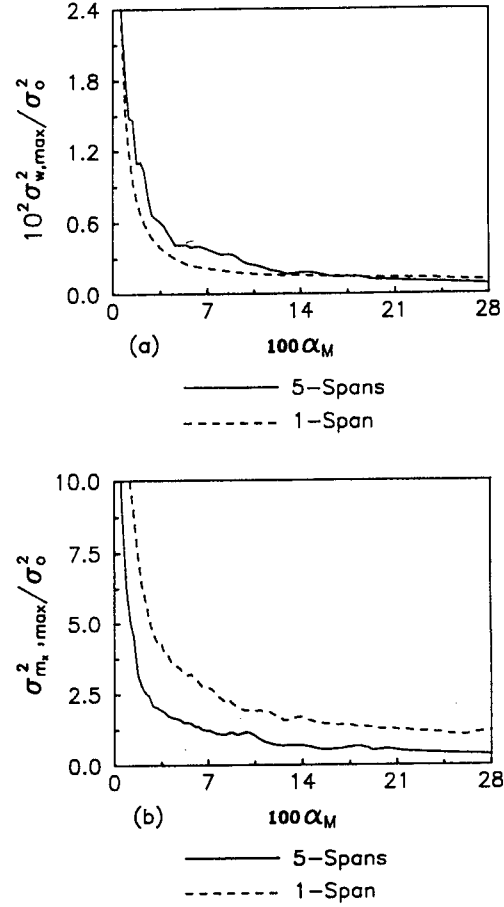 2.4
1.8
1.2
0.6
0.0
10²σ²w,max/σ²o
0 7 14 21 28
(a) 100αM
5-Spans
1-Span
10.0
7.5
5.0
2.5
0.0
σ²mx,max/σ²o
0 7 14 21 28
(b) 100αM
5-Spans
1-Span